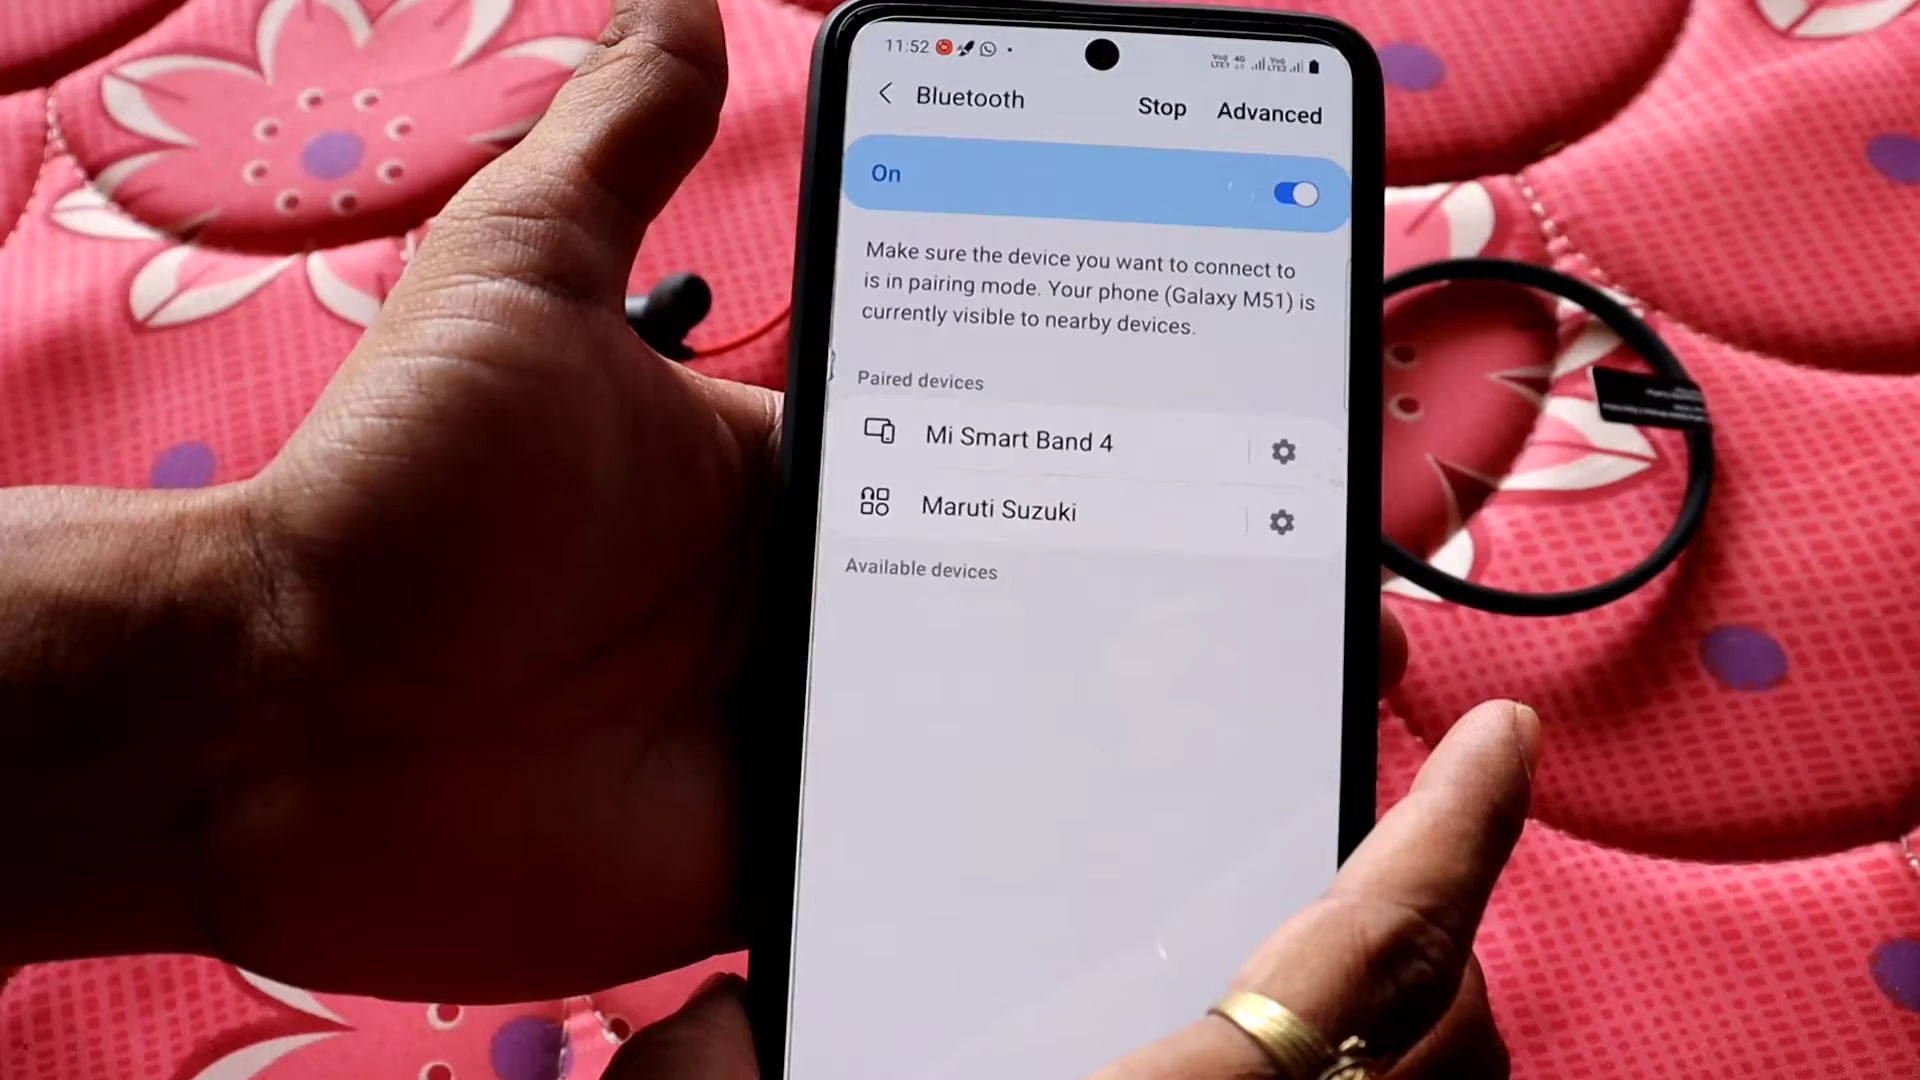 11:52
Bluetooth Stop Advanced
On
Make sure the device you want to connect to
is in pairing mode. Your phone (Galaxy M51) is
currently visible to nearby devices.
Paired devices
Mi Smart Band 4
Maruti Suzuki
Available devices